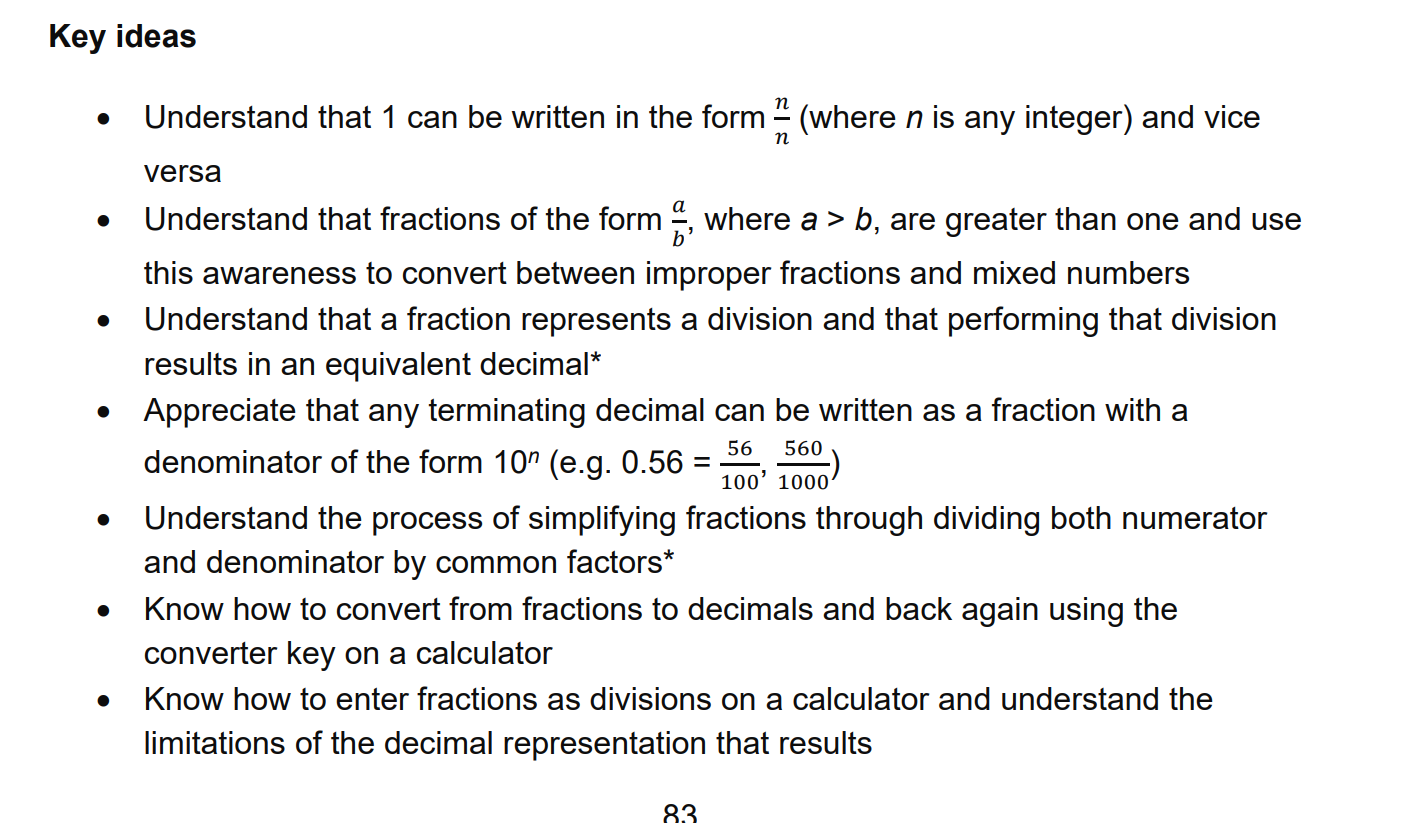 Key ideas
• Understand that 1 can be written in the form n/n (where n is any integer) and vice
versa
• Understand that fractions of the form a/b, where a > b, are greater than one and use
this awareness to convert between improper fractions and mixed numbers
• Understand that a fraction represents a division and that performing that division
results in an equivalent decimal*
• Appreciate that any terminating decimal can be written as a fraction with a
denominator of the form 10ⁿ (e.g. 0.56 = 56/100, 560/1000)
• Understand the process of simplifying fractions through dividing both numerator
and denominator by common factors*
• Know how to convert from fractions to decimals and back again using the
converter key on a calculator
• Know how to enter fractions as divisions on a calculator and understand the
limitations of the decimal representation that results
83